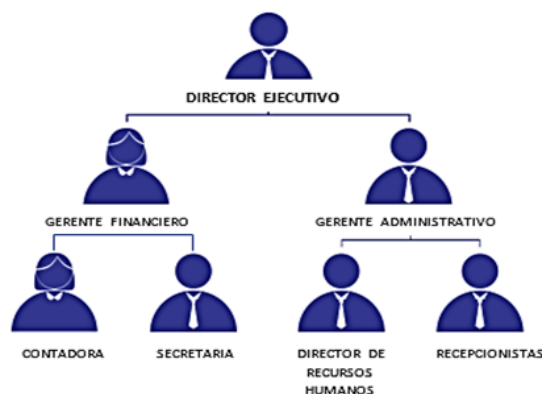 DIRECTOR EJECUTIVO
GERENTE FINANCIERO
GERENTE ADMINISTRATIVO
CONTADORA
SECRETARIA
DIRECTOR DE
RECURSOS
HUMANOS
RECEPCIONISTAS